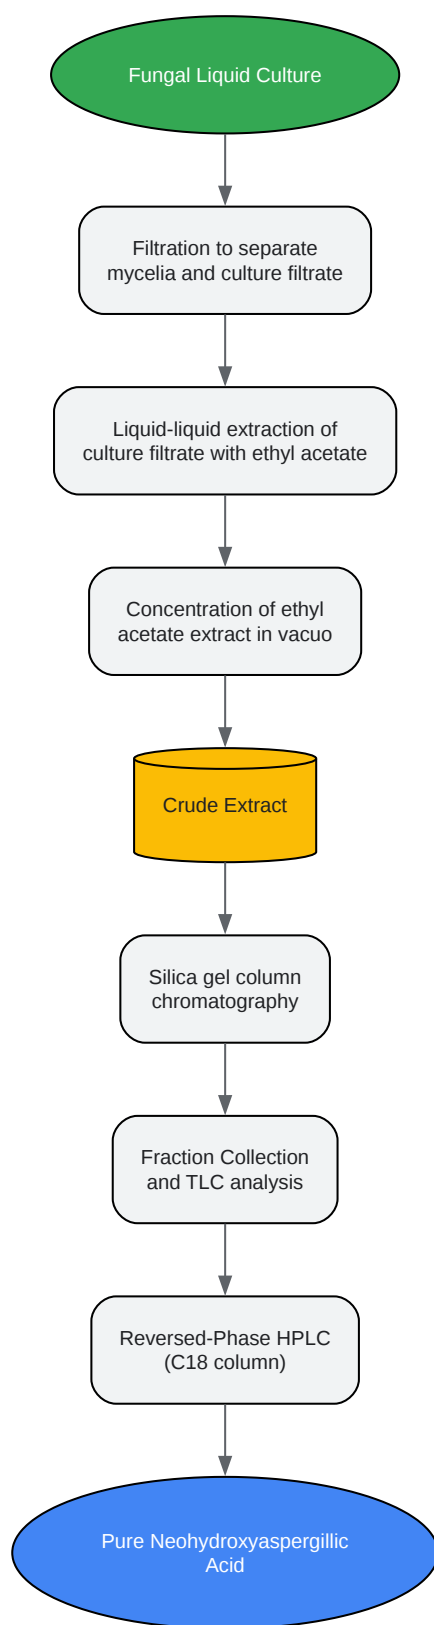 Fungal Liquid Culture
Filtration to separate
mycelia and culture filtrate
Liquid-liquid extraction of
culture filtrate with ethyl acetate
Concentration of ethyl
acetate extract in vacuo
Crude Extract
Silica gel column
chromatography
Fraction Collection
and TLC analysis
Reversed-Phase HPLC
(C18 column)
Pure Neohydroxyaspergillic
Acid